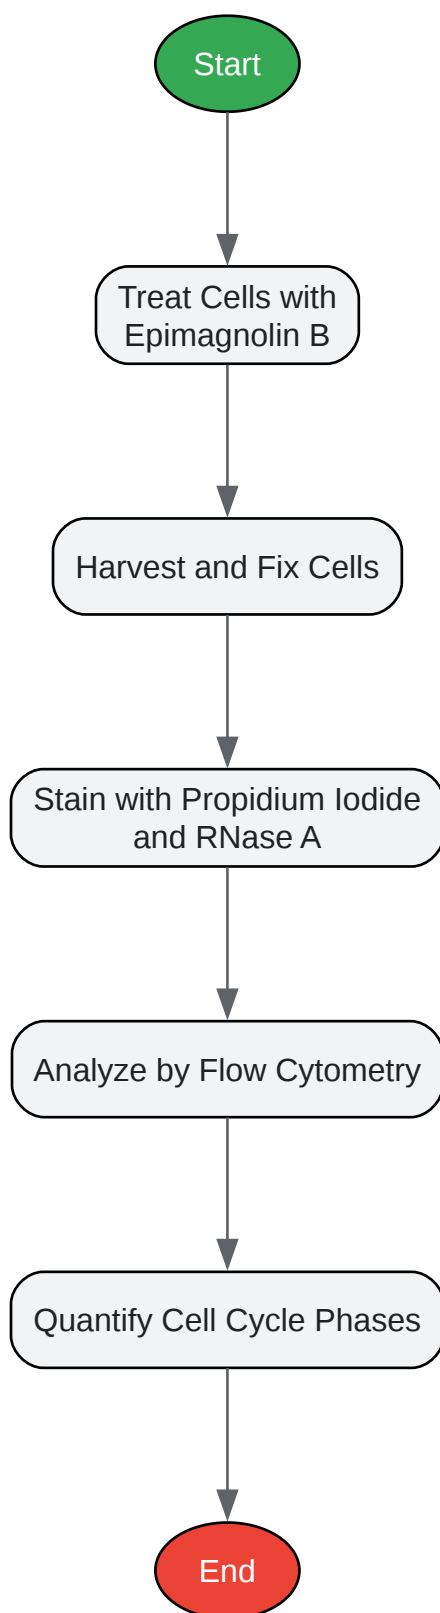 Start
Treat Cells with
Epimagnolin B
Harvest and Fix Cells
Stain with Propidium Iodide
and RNase A
Analyze by Flow Cytometry
Quantify Cell Cycle Phases
End